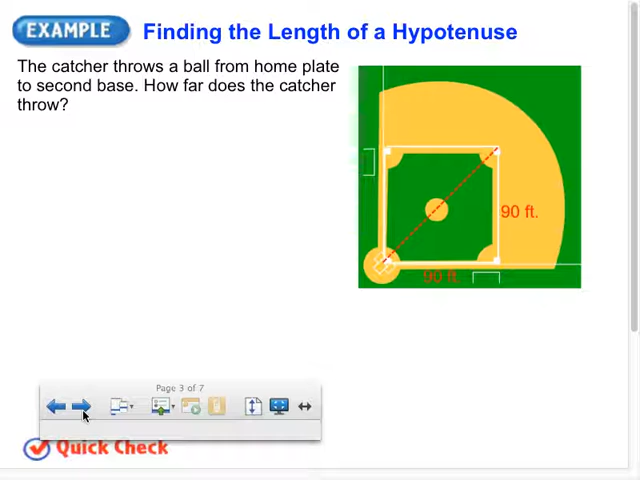 EXAMPLE
Finding the Length of a Hypotenuse
The catcher throws a ball from home plate
to second base. How far does the catcher
throw?
90 ft.
90 ft.
Page 3 of 7
Quick Check